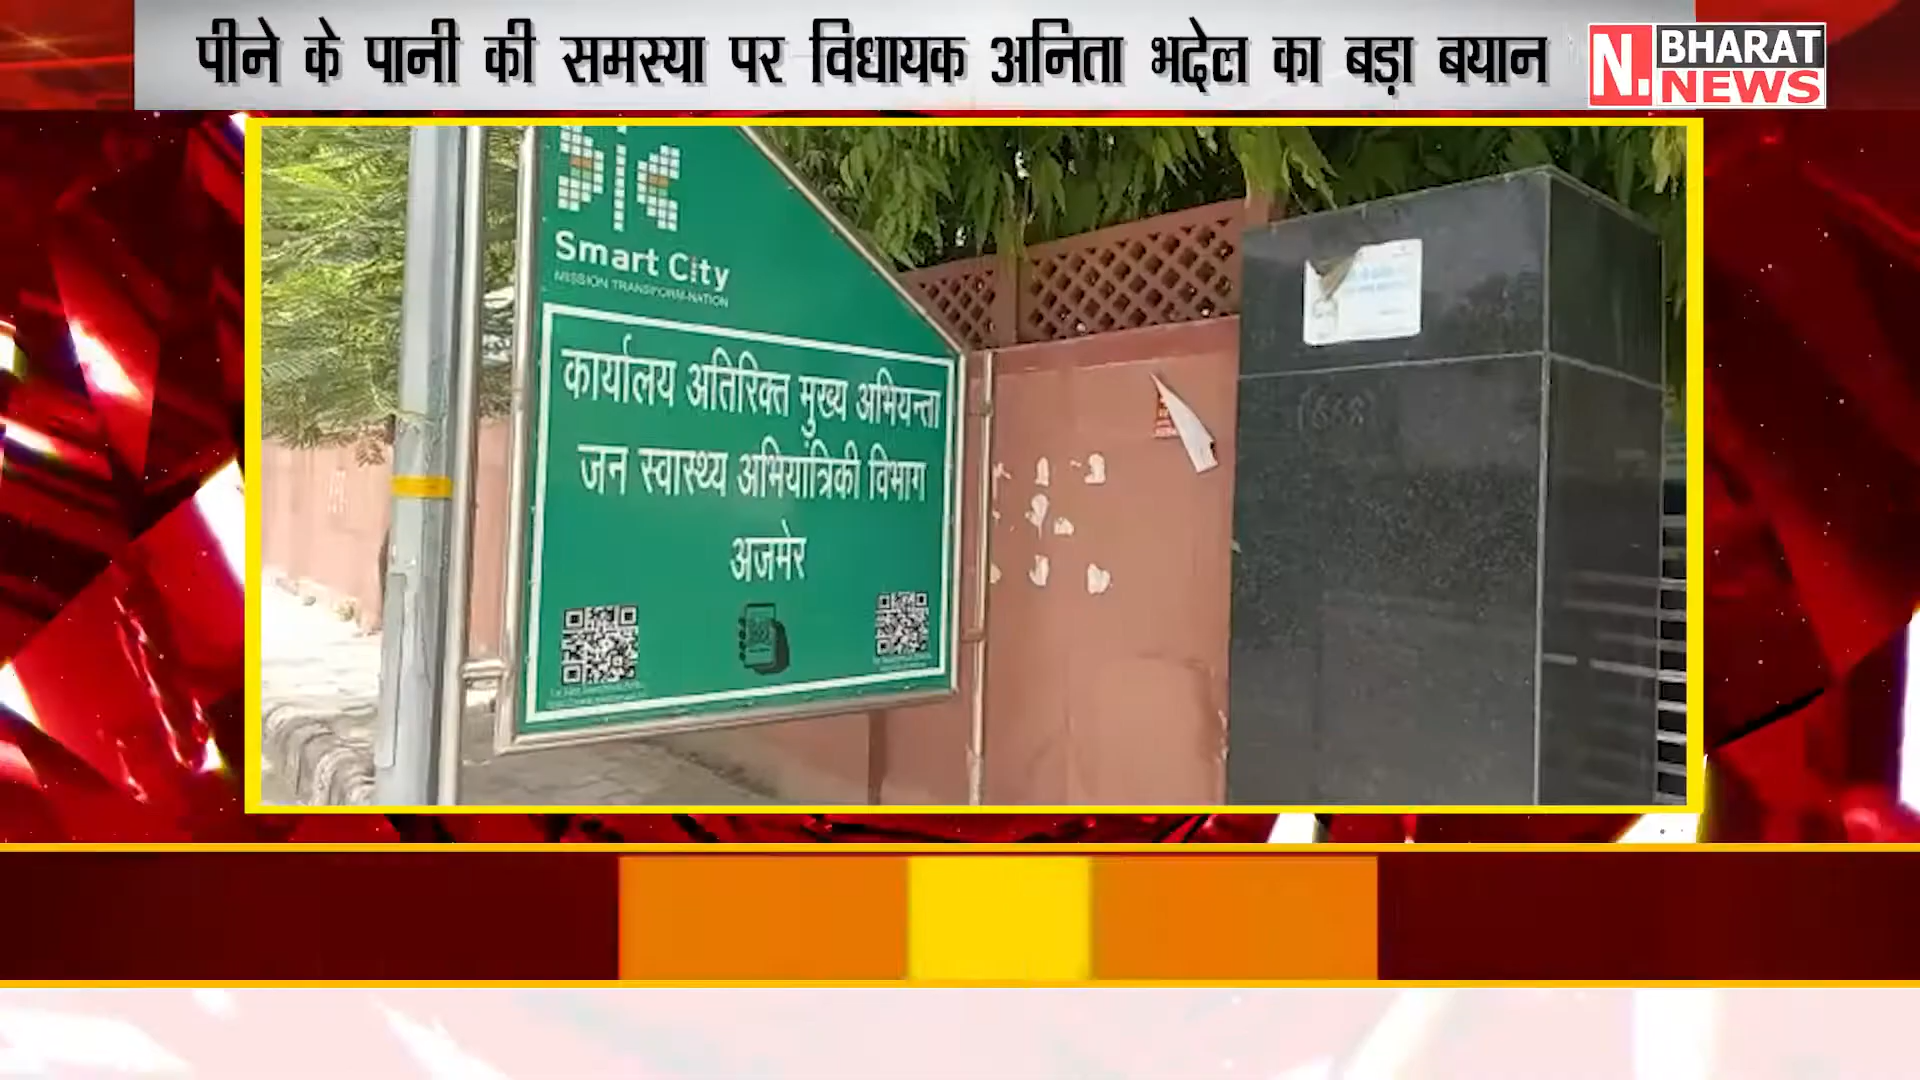 पीने के पानी की समस्या पर विधायक अनिता भदेल का बड़ा बयान
N. BHARAT NEWS
Smart City
MISSION TRANSFORM-NATION
कार्यालय अतिरिक्त मुख्य अभियन्ता
जन स्वास्थ्य अभियांत्रिकी विभाग
अजमेर